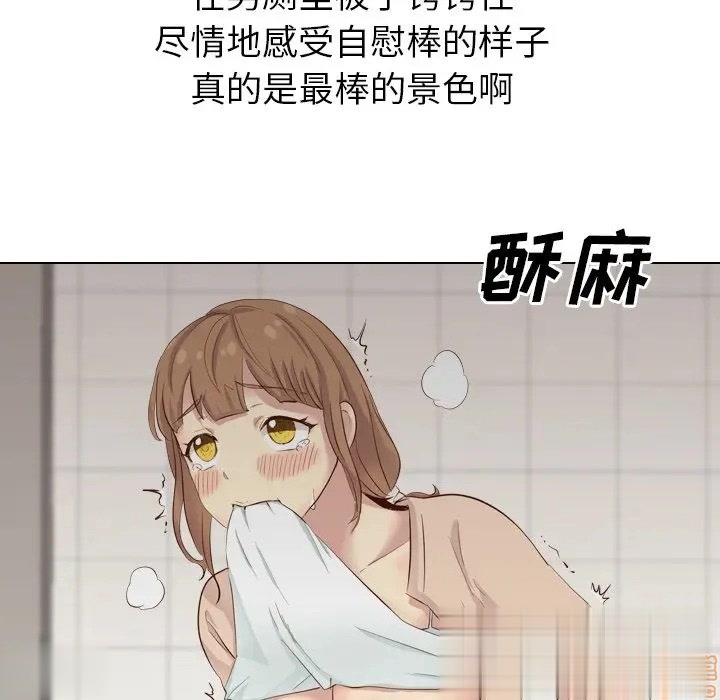 尽情地感受自慰棒的样子
真的是最棒的景色啊
酥麻